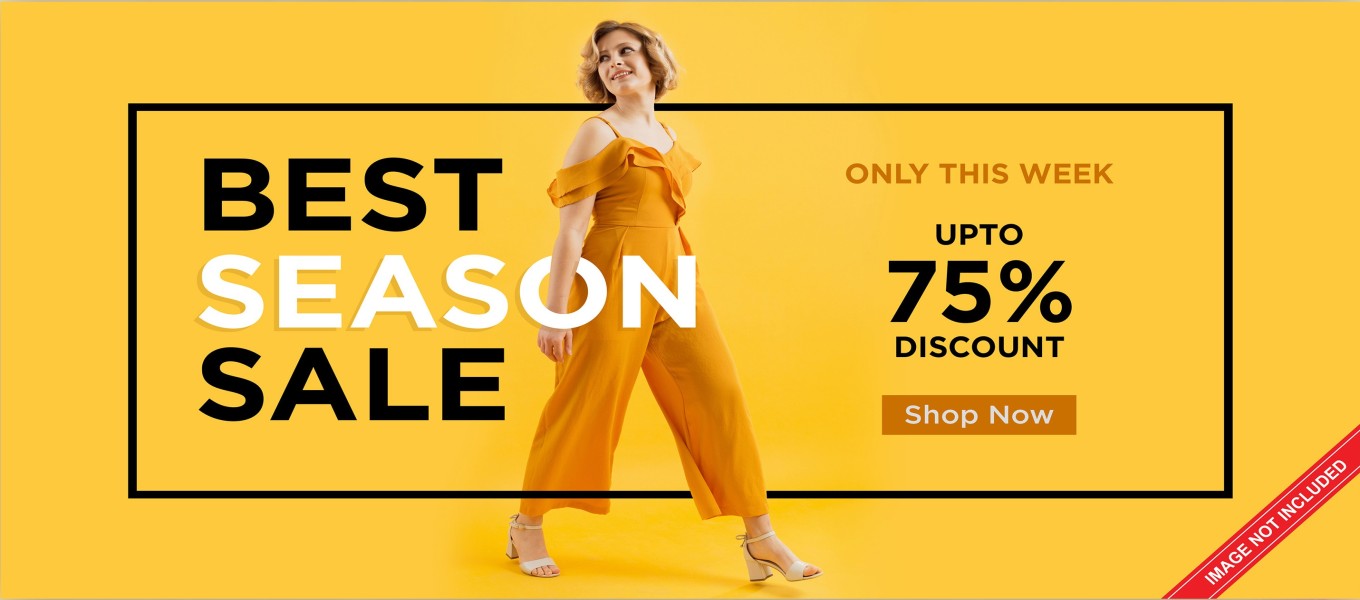 BEST
SEASON
SALE
ONLY THIS WEEK
UPTO
75%
DISCOUNT
Shop Now
IMAGE NOT INCLUDED